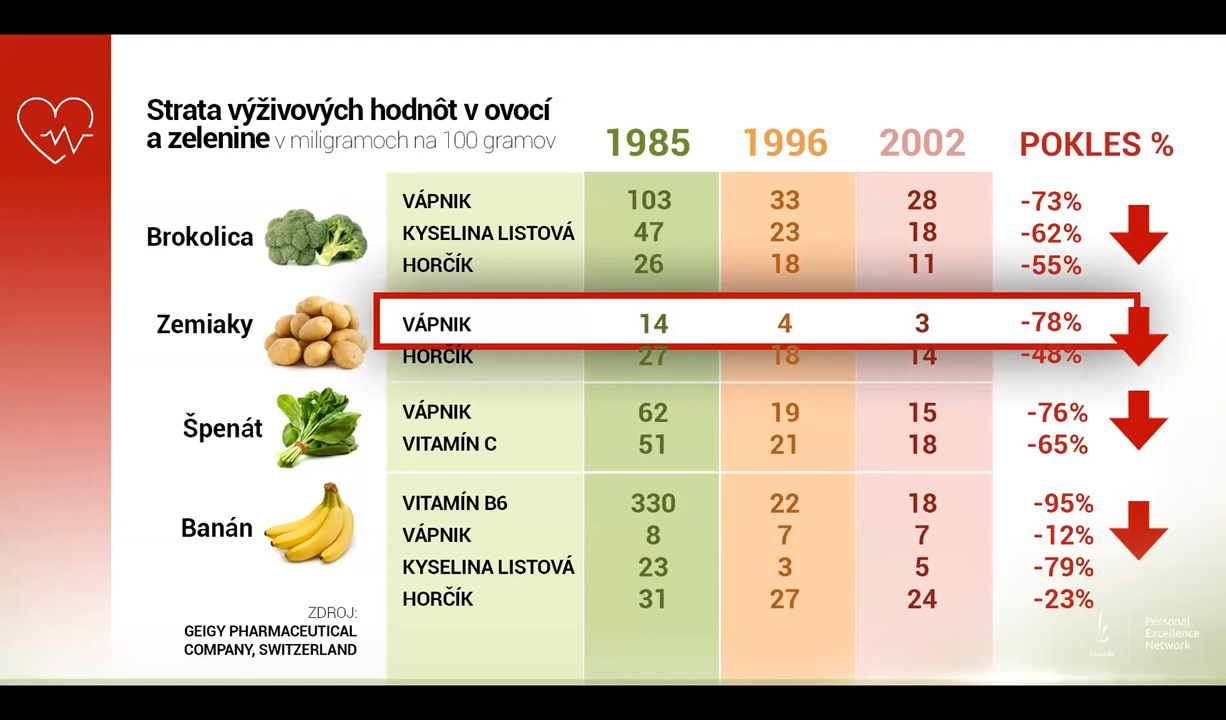 Strata výživových hodnôt v ovocí
a zelenine v miligramoch na 100 gramov
1985 1996 2002 POKLES %
Brokolica
VÁPNIK 103 33 28 -73%
KYSELINA LISTOVÁ 47 23 18 -62%
HORČÍK 26 18 11 -55%
Zemiaky
VÁPNIK 14 4 3 -78%
HORČÍK 27 18 14 -48%
Špenát
VÁPNIK 62 19 15 -76%
VITAMÍN C 51 21 18 -65%
Banán
VITAMÍN B6 330 22 18 -95%
VÁPNIK 8 7 7 -12%
KYSELINA LISTOVÁ 23 3 5 -79%
HORČÍK 31 27 24 -23%
ZDROJ:
GEIGY PHARMACEUTICAL
COMPANY, SWITZERLAND
Personal
Excellence
Network